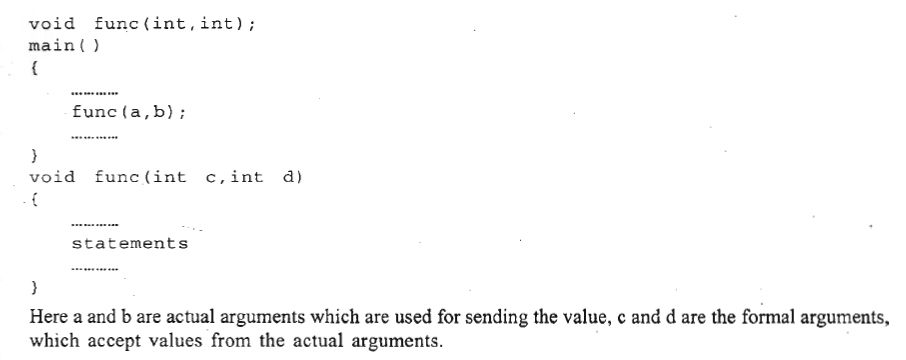 void func(int,int);
main()
{
............
func(a,b);
............
}
void func(int c,int d)
{
............
statements
............
}
Here a and b are actual arguments which are used for sending the value, c and d are the formal arguments,
which accept values from the actual arguments.